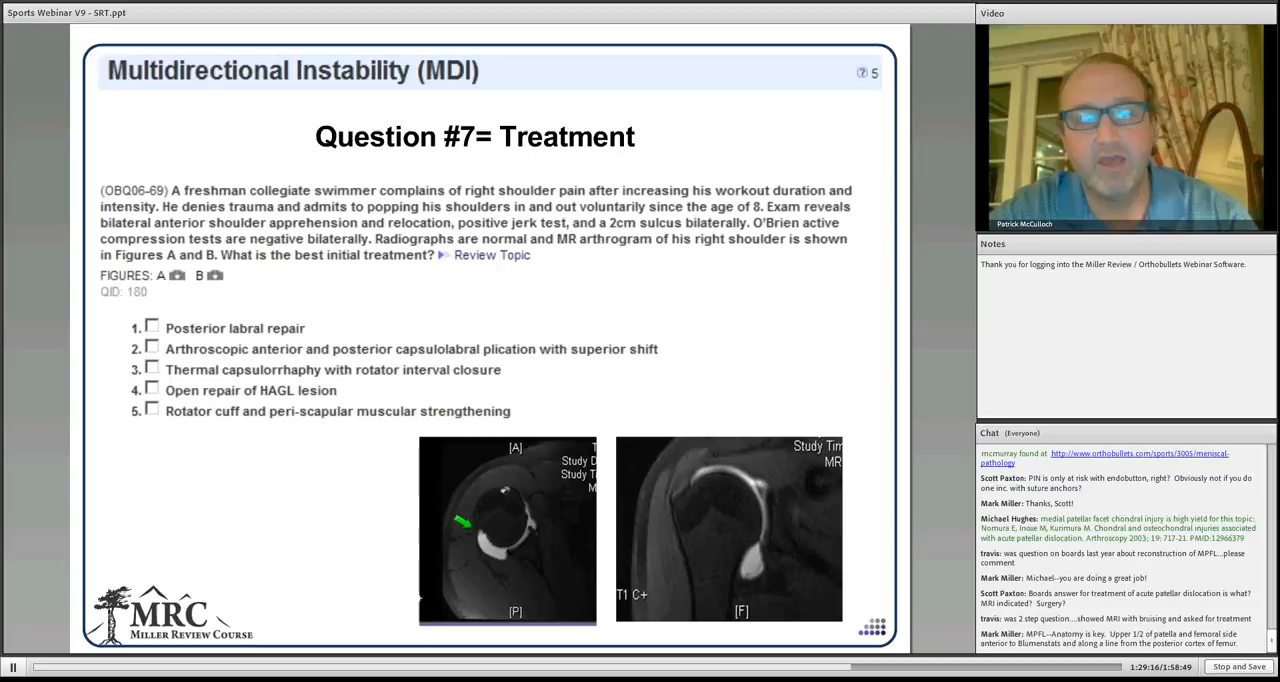 Sports Webinar V9 - SRT.ppt
Multidirectional Instability (MDI)
5
Question #7= Treatment
(OBQ06-69) A freshman collegiate swimmer complains of right shoulder pain after increasing his workout duration and
intensity. He denies trauma and admits to popping his shoulders in and out voluntarily since the age of 8. Exam reveals
bilateral anterior shoulder apprehension and relocation, positive jerk test, and a 2cm sulcus bilaterally. O'Brien active
compression tests are negative bilaterally. Radiographs are normal and MR arthrogram of his right shoulder is shown
in Figures A and B. What is the best initial treatment? Review Topic
FIGURES: A B
QID: 180
1. Posterior labral repair
2. Arthroscopic anterior and posterior capsulolabral plication with superior shift
3. Thermal capsulorrhaphy with rotator interval closure
4. Open repair of HAGL lesion
5. Rotator cuff and peri-scapular muscular strengthening
[A]
Study D
Study Ti
M
[P]
Study Tim
MR
T1 C+
[F]
MRC
MILLER REVIEW COURSE
Video
Patrick McCulloch
Notes
Thank you for logging into the Miller Review / Orthobullets Webinar Software.
Chat (Everyone)
mcmurray found at http://www.orthobullets.com/sports/3005/meniscal-
pathology
Scott Paxton: PIN is only at risk with endobutton, right? Obviously not if you do
one inc. with suture anchors?
Mark Miller: Thanks, Scott!
Michael Hughes: medial patellar facet chondral injury is high yield for this topic:
Nomura E, Inoue M, Kurimura M. Chondral and osteochondral injuries associated
with acute patellar dislocation. Arthroscopy 2003; 19: 717-21. PMID:12966379
travis: was question on boards last year about reconstruction of MPFL...please
comment
Mark Miller: Michael--you are doing a great job!
Scott Paxton: Boards answer for treatment of acute patellar dislocation is what?
MRI indicated? Surgery?
travis: was 2 step question....showed MRI with bruising and asked for treatment
Mark Miller: MPFL--Anatomy is key. Upper 1/2 of patella and femoral side
anterior to Blumenstats and along a line from the posterior cortex of femur.
1:29:16/1:58:49
Stop and Save